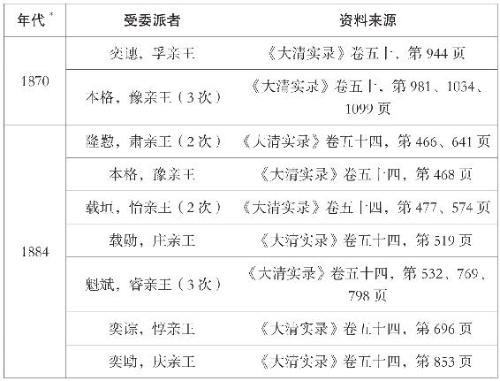 年代* 受委派者 资料来源
1870 奕譓，孚亲王 《大清实录》卷五十，第 944 页
本格，豫亲王（3 次） 《大清实录》卷五十，第 981、1034、
1099 页
1884 隆懃，肃亲王（2 次） 《大清实录》卷五十四，第 466、641 页
本格，豫亲王 《大清实录》卷五十四，第 468 页
载垣，怡亲王（2 次） 《大清实录》卷五十四，第 477、574 页
载勋，庄亲王 《大清实录》卷五十四，第 519 页
魁斌，睿亲王（3 次） 《大清实录》卷五十四，第 532、769、
798 页
奕誴，惇亲王 《大清实录》卷五十四，第 696 页
奕劻，庆亲王 《大清实录》卷五十四，第 853 页